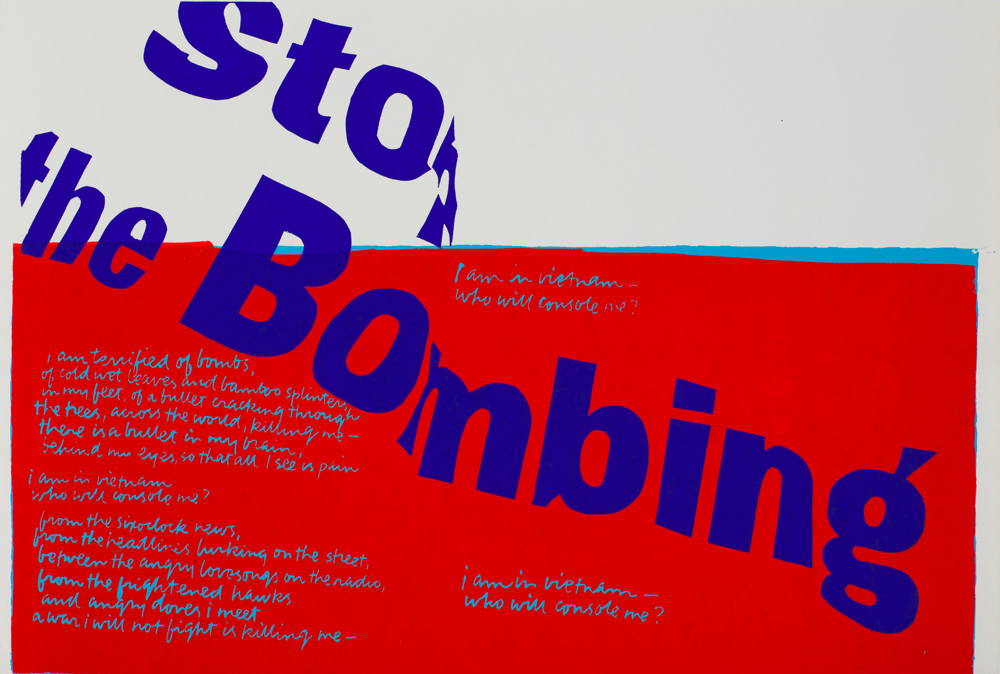 Stop
the Bombing
I am in vietnam –
who will console me?
i am terrified of bombs,
of cold wet leaves and bamboo splinters
in my feet, of a bullet cracking through
the trees, across the world, killing me –
there is a bullet in my brain,
behind my eyes, so that all I see is pain
i am in vietnam
who will console me?
from the sixoclock news,
from the headlines lurking on the street,
between the angry lovesongs on the radio,
from the frightened hawks
and angry doves i meet
a war i will not fight is killing me –
i am in vietnam –
who will console me?